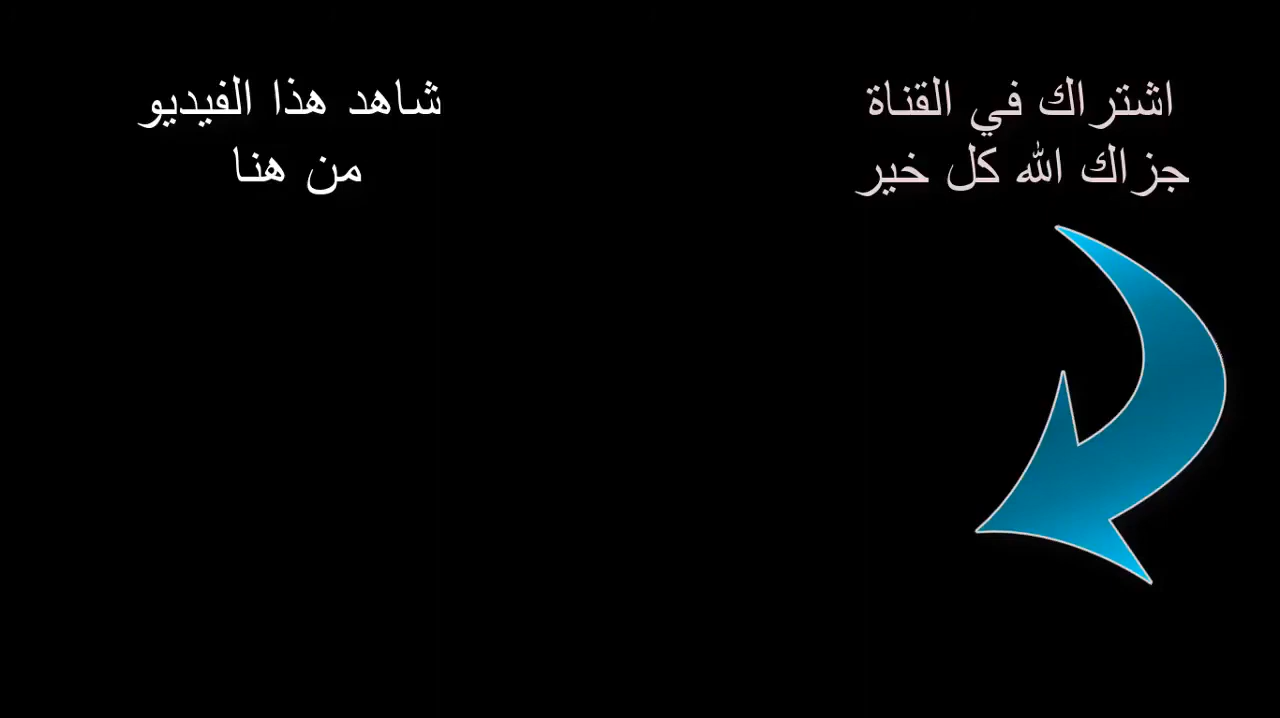 اشتراك في القناة
جزاك الله كل خير
شاهد هذا الفيديو
من هنا